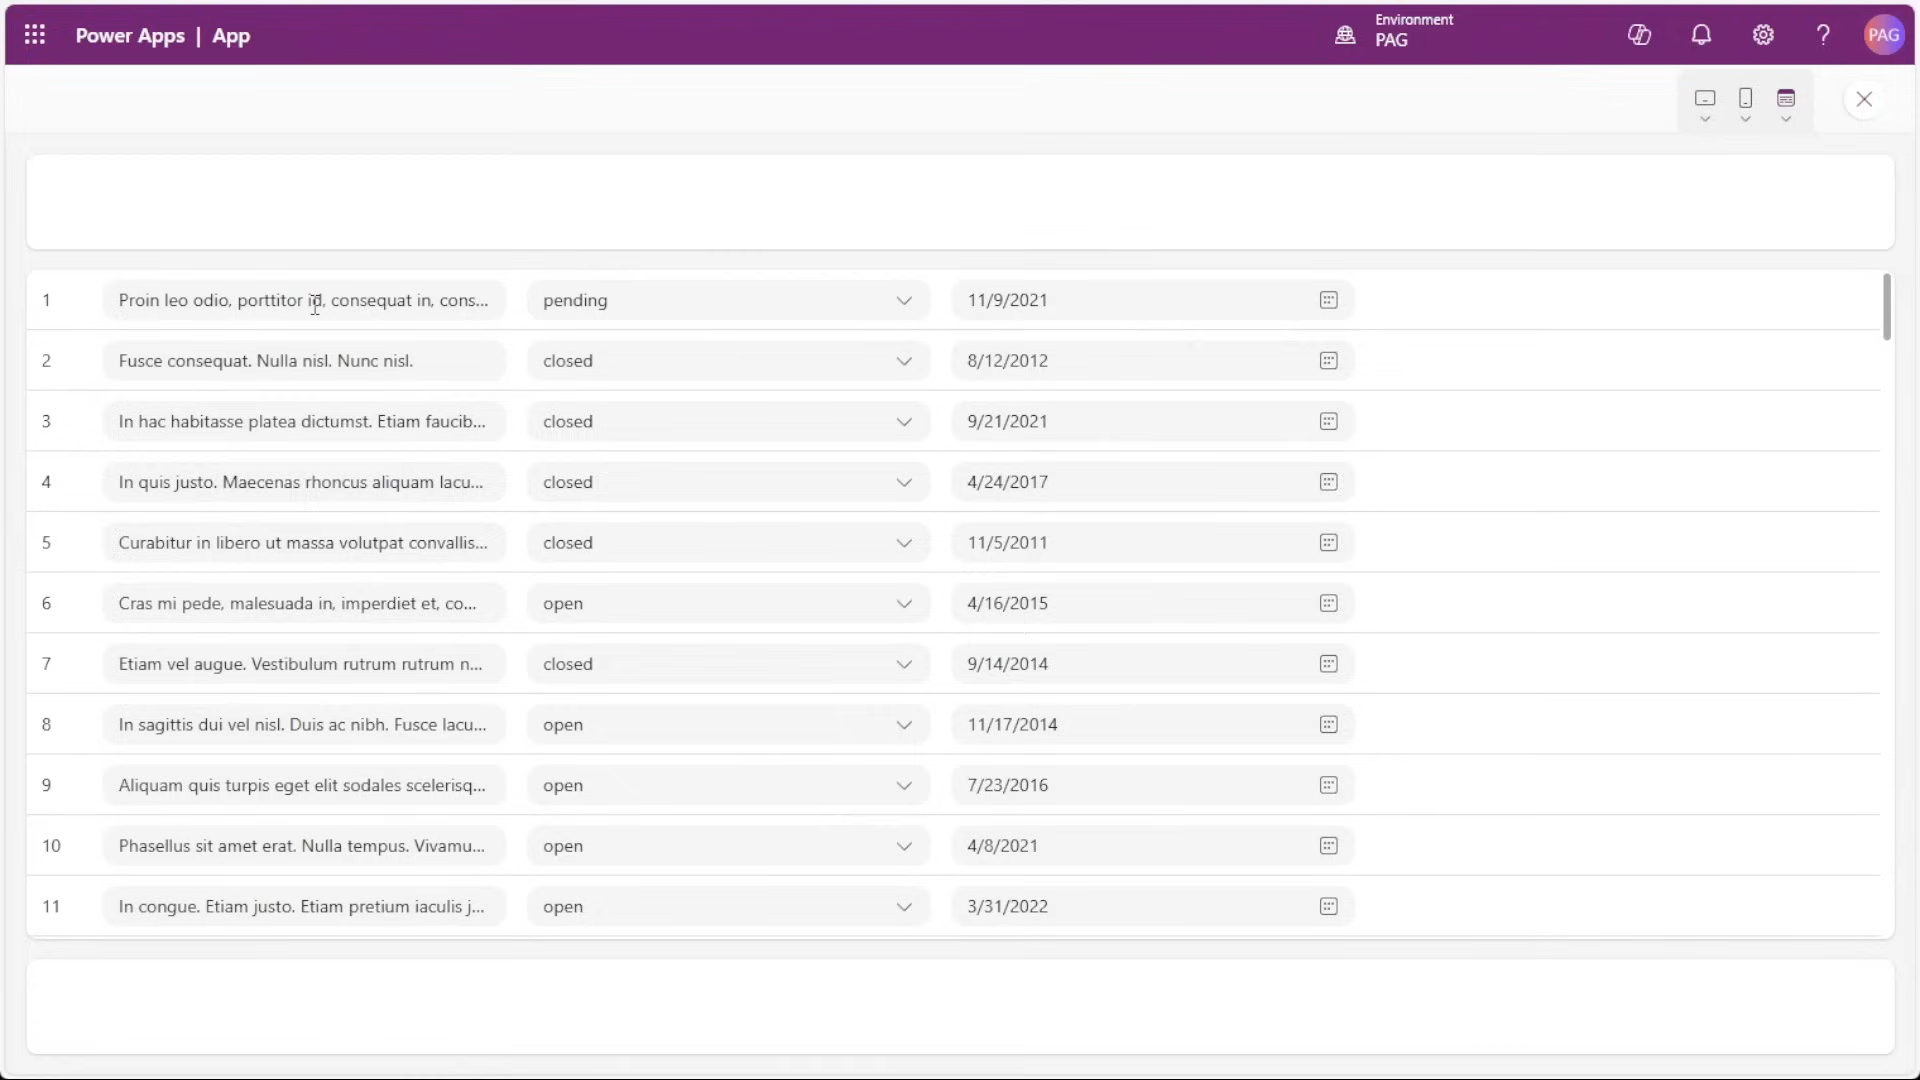 Power Apps | App
Environment
PAG
PAG
1 Proin leo odio, porttitor id, consequat in, cons... pending 11/9/2021
2 Fusce consequat. Nulla nisl. Nunc nisl. closed 8/12/2012
3 In hac habitasse platea dictumst. Etiam faucib... closed 9/21/2021
4 In quis justo. Maecenas rhoncus aliquam lacu... closed 4/24/2017
5 Curabitur in libero ut massa volutpat convallis... closed 11/5/2011
6 Cras mi pede, malesuada in, imperdiet et, co... open 4/16/2015
7 Etiam vel augue. Vestibulum rutrum rutrum n... closed 9/14/2014
8 In sagittis dui vel nisl. Duis ac nibh. Fusce lacu... open 11/17/2014
9 Aliquam quis turpis eget elit sodales scelerisq... open 7/23/2016
10 Phasellus sit amet erat. Nulla tempus. Vivamu... open 4/8/2021
11 In congue. Etiam justo. Etiam pretium iaculis j... open 3/31/2022